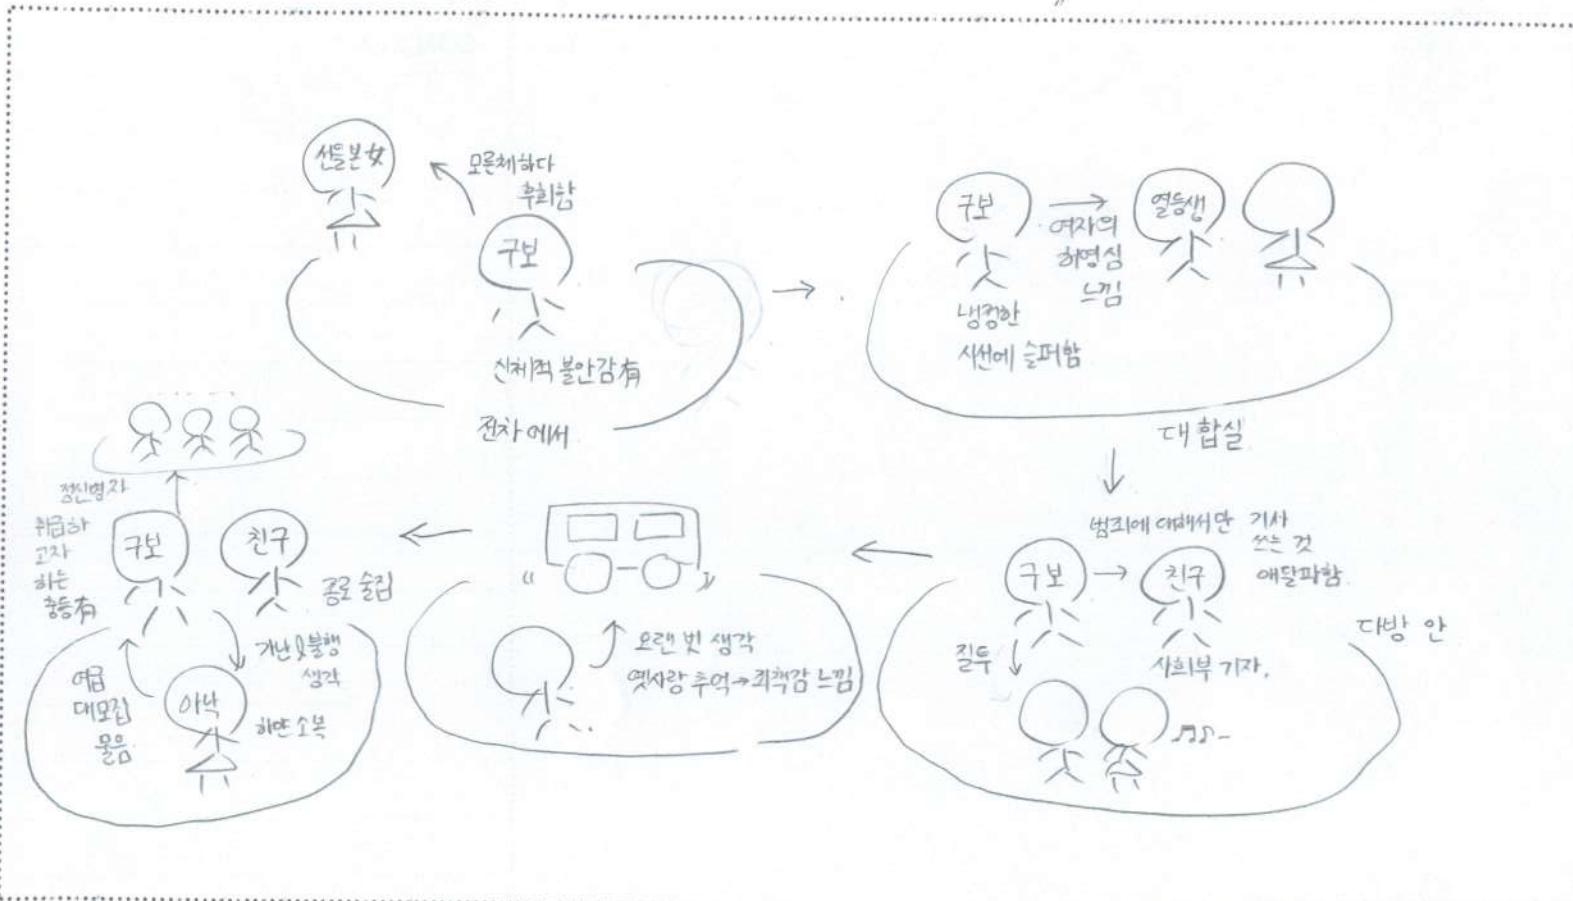 선을본女
모른체하다
후회함
구보
신체적 불안감有
전차에서
구보
여자의
허영심
느낌
열등생
냉정한
시선에 슬퍼함
대합실
범죄에 대해서만 기사
쓰는 것
애달파함
구보
친구
질투
사회부 기자.
다방 안
오랜 벗 생각
옛사랑 추억→죄책감 느낌
정신병자
취급하
고자
하는
충동有
구보
친구
종로 술집
가난 및 불행
생각
여급
대모집
물음
아낙
하얀 소복